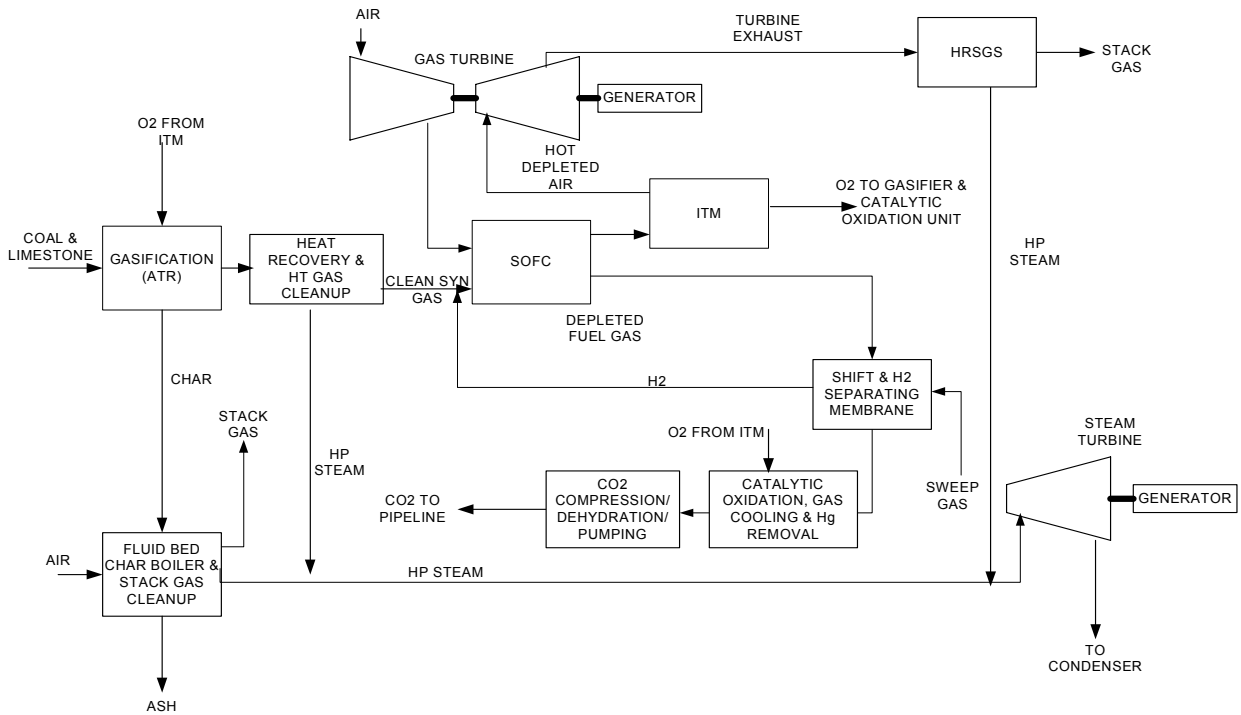 AIR
GAS TURBINE
GENERATOR
TURBINE
EXHAUST
HRSGS
STACK
GAS
O2 FROM
ITM
HOT
DEPLETED
AIR
ITM
O2 TO GASIFIER &
CATALYTIC
OXIDATION UNIT
COAL &
LIMESTONE
GASIFICATION
(ATR)
HEAT
RECOVERY &
HT GAS
CLEANUP
CLEAN SYN
GAS
SOFC
HP
STEAM
DEPLETED
FUEL GAS
CHAR
H2
SHIFT & H2
SEPARATING
MEMBRANE
STACK
GAS
HP
STEAM
O2 FROM ITM
SWEEP
GAS
STEAM
TURBINE
GENERATOR
CO2 TO
PIPELINE
CO2
COMPRESSION/
DEHYDRATION/
PUMPING
CATALYTIC
OXIDATION, GAS
COOLING & Hg
REMOVAL
AIR
FLUID BED
CHAR BOILER &
STACK GAS
CLEANUP
HP STEAM
TO
CONDENSER
ASH